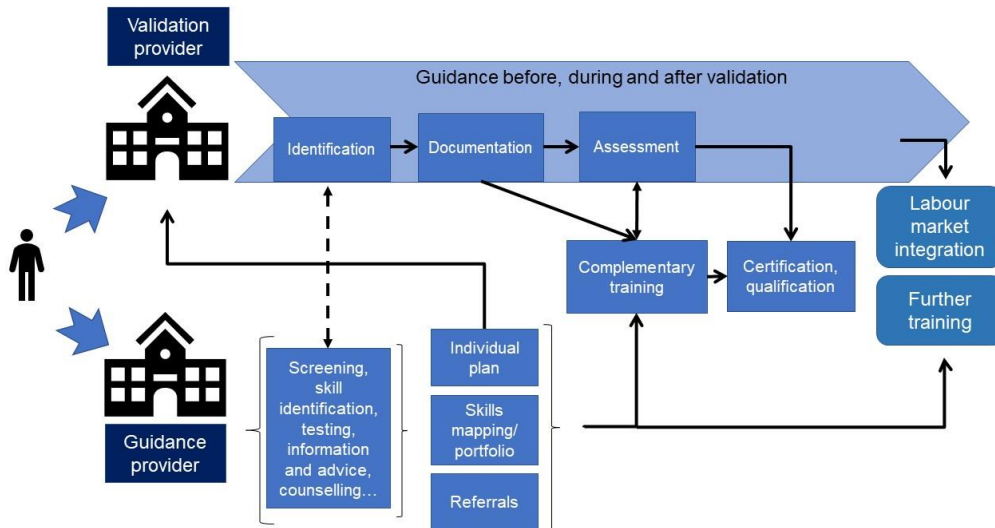 Validation
provider
Guidance before, during and after validation
Identification
Documentation
Assessment
Labour
market
integration
Complementary
training
Certification,
qualification
Further
training
Screening,
skill
identification,
testing,
information
and advice,
counselling...
Individual
plan
Skills
mapping/
portfolio
Referrals
Guidance
provider